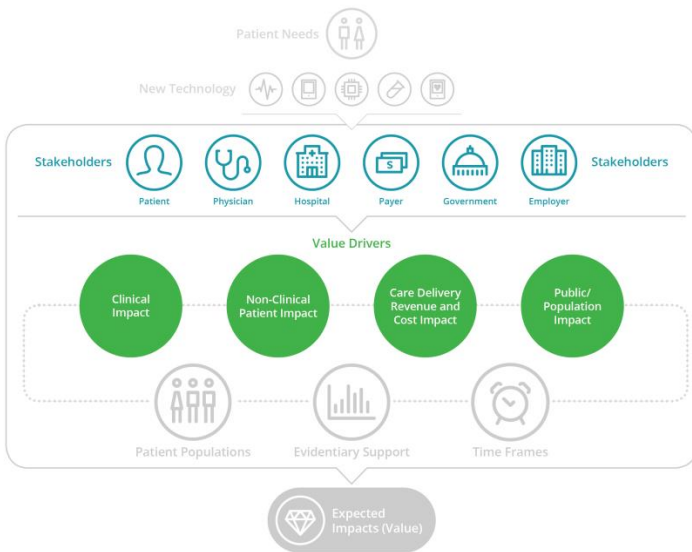 Patient Needs
New Technology
Stakeholders
Stakeholders
Patient
Physician
Hospital
$
Payer
Government
Employer
Value Drivers
Clinical
Impact
Non-Clinical
Patient Impact
Care Delivery
Revenue and
Cost Impact
Public/
Population
Impact
Patient Populations
Evidentiary Support
Time Frames
Expected
Impacts (Value)